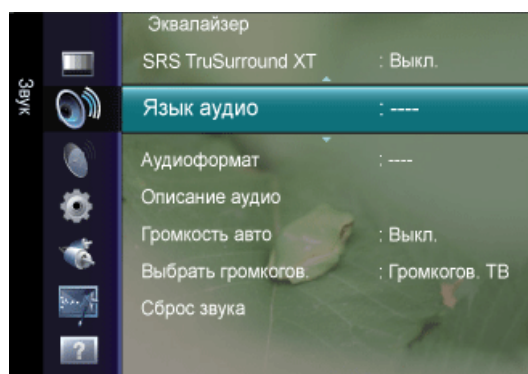 Звук
Эквалайзер
SRS TruSurround XT : Выкл.
Язык аудио : ----
Аудиоформат : ----
Описание аудио
Громкость авто : Выкл.
Выбрать громкогов. : Громкогов. ТВ
Сброс звука
?